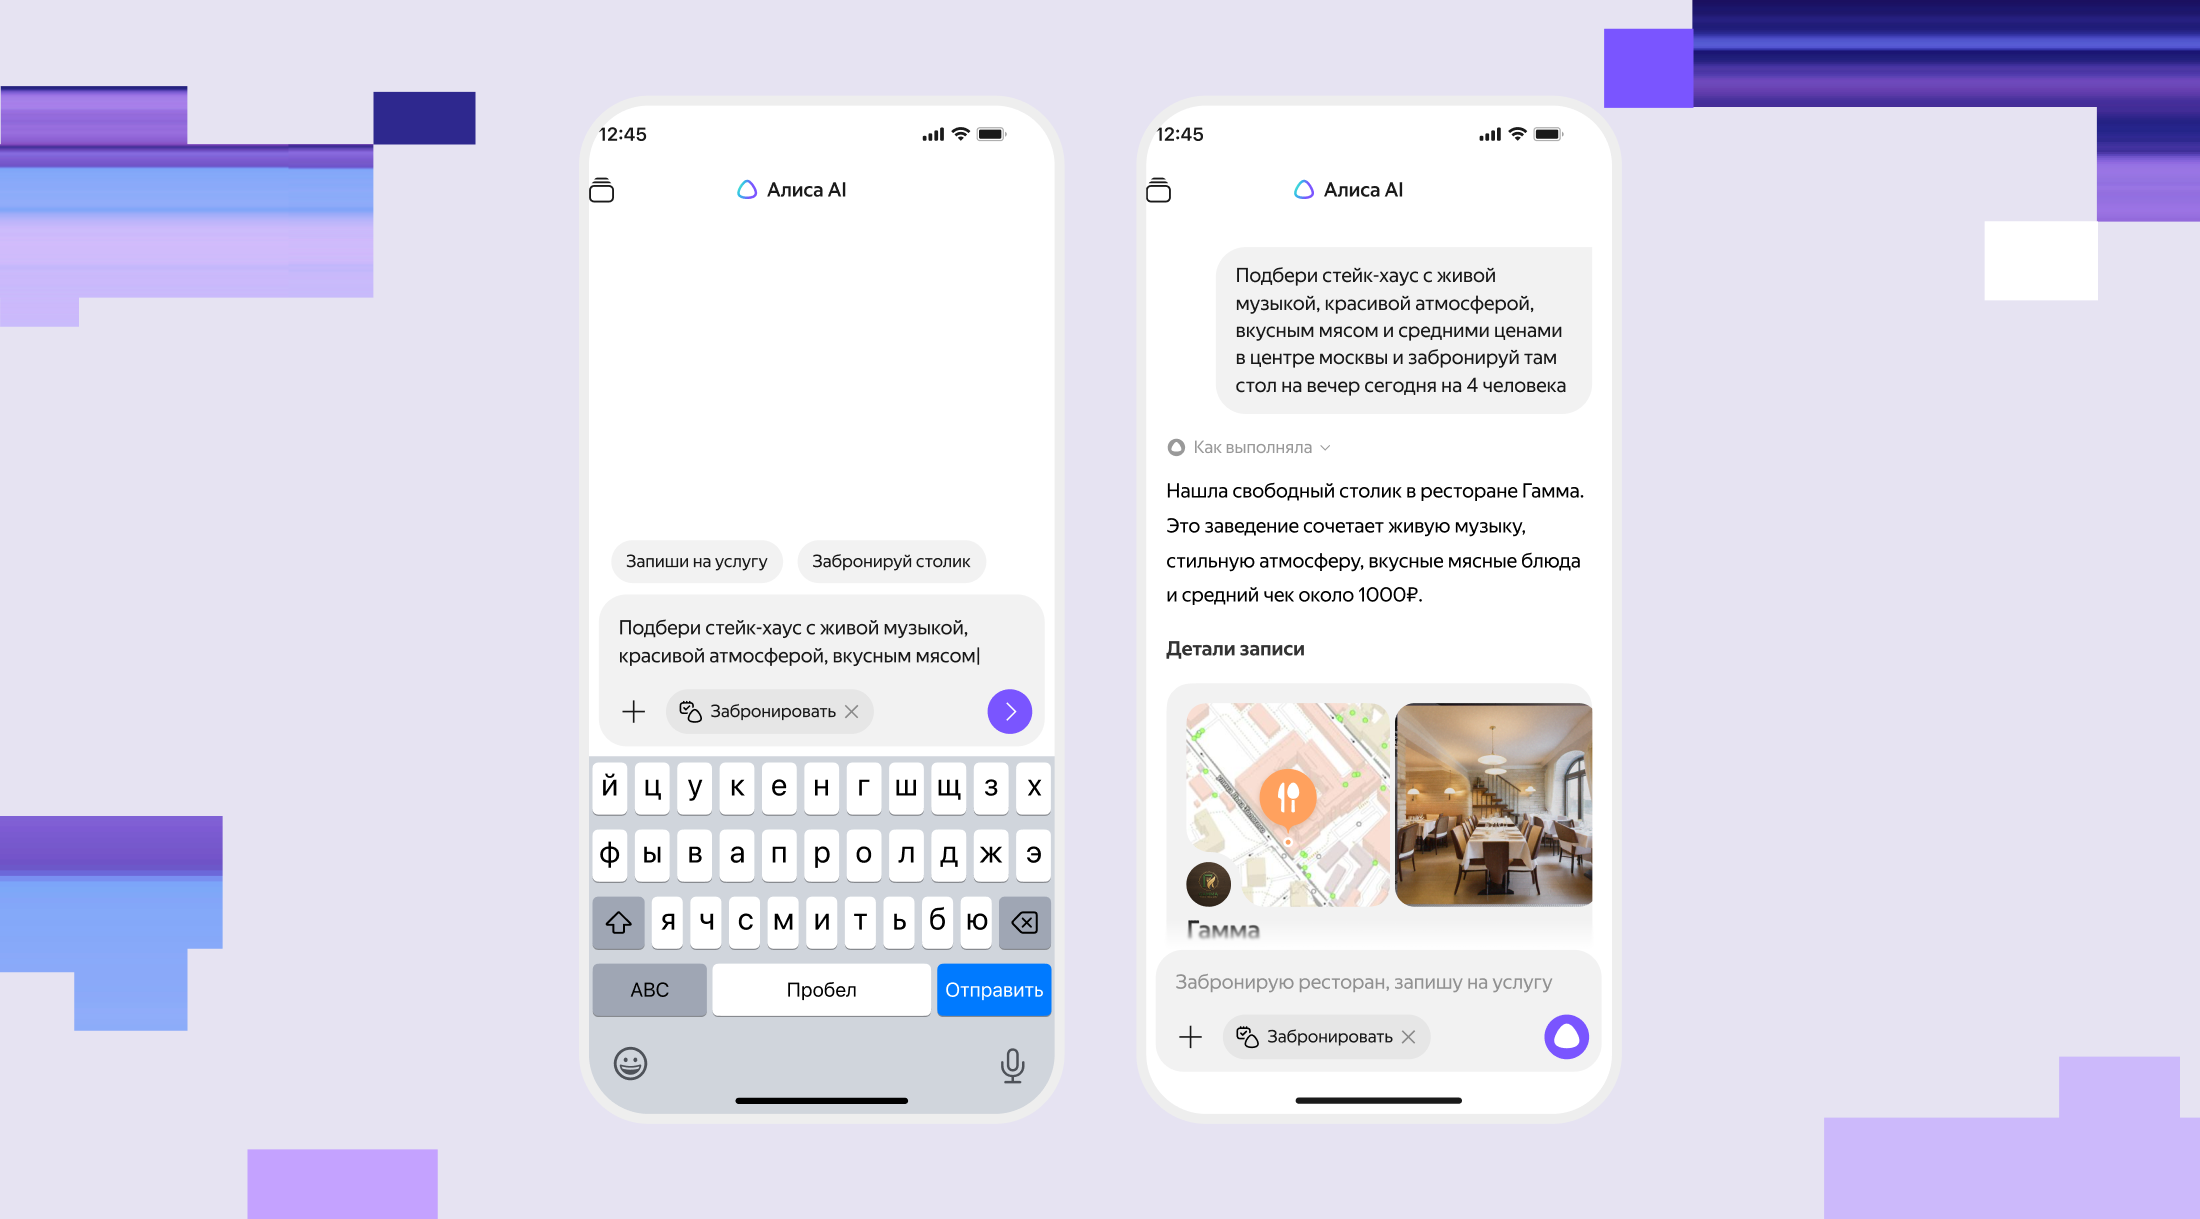 12:45
Алиса AI
Запиши на услугу
Забронируй столик
Подбери стейк-хаус с живой музыкой,
красивой атмосферой, вкусным мясом
Забронировать
й ц у к е н г ш щ з х
ф ы в а п р о л д ж э
я ч с м и т ь б ю
ABC
Пробел
Отправить
12:45
Алиса AI
Подбери стейк-хаус с живой
музыкой, красивой атмосферой,
вкусным мясом и средними ценами
в центре москвы и забронируй там
стол на вечер сегодня на 4 человека
Как выполняла
Нашла свободный столик в ресторане Гамма.
Это заведение сочетает живую музыку,
стильную атмосферу, вкусные мясные блюда
и средний чек около 1000₽.
Детали записи
Гамма
Забронирую ресторан, запишу на услугу
Забронировать